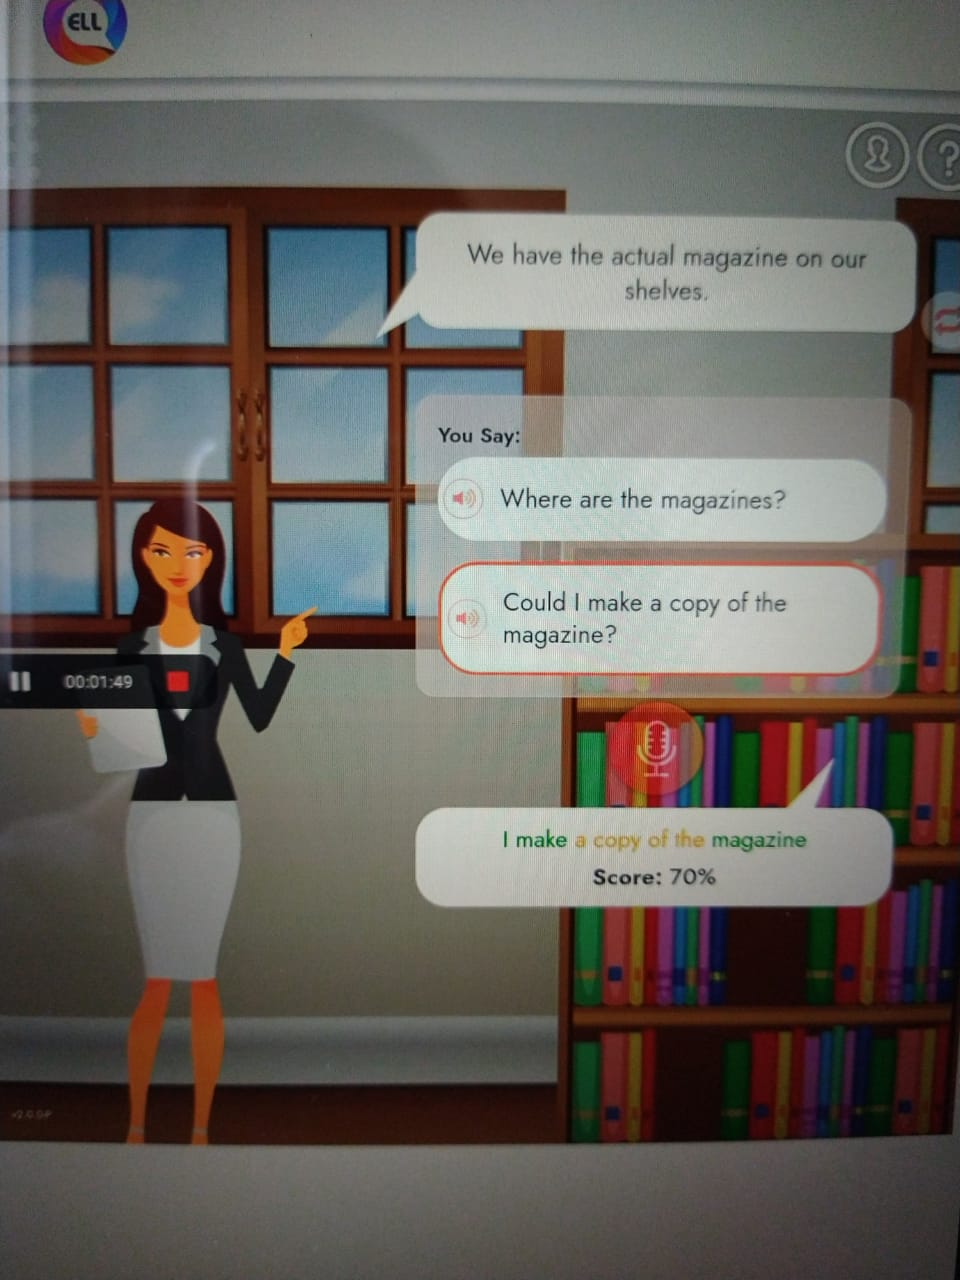 ELL
?
We have the actual magazine on our
shelves.
You Say:
Where are the magazines?
Could I make a copy of the
magazine?
00:01:49
I make a copy of the magazine
Score: 70%